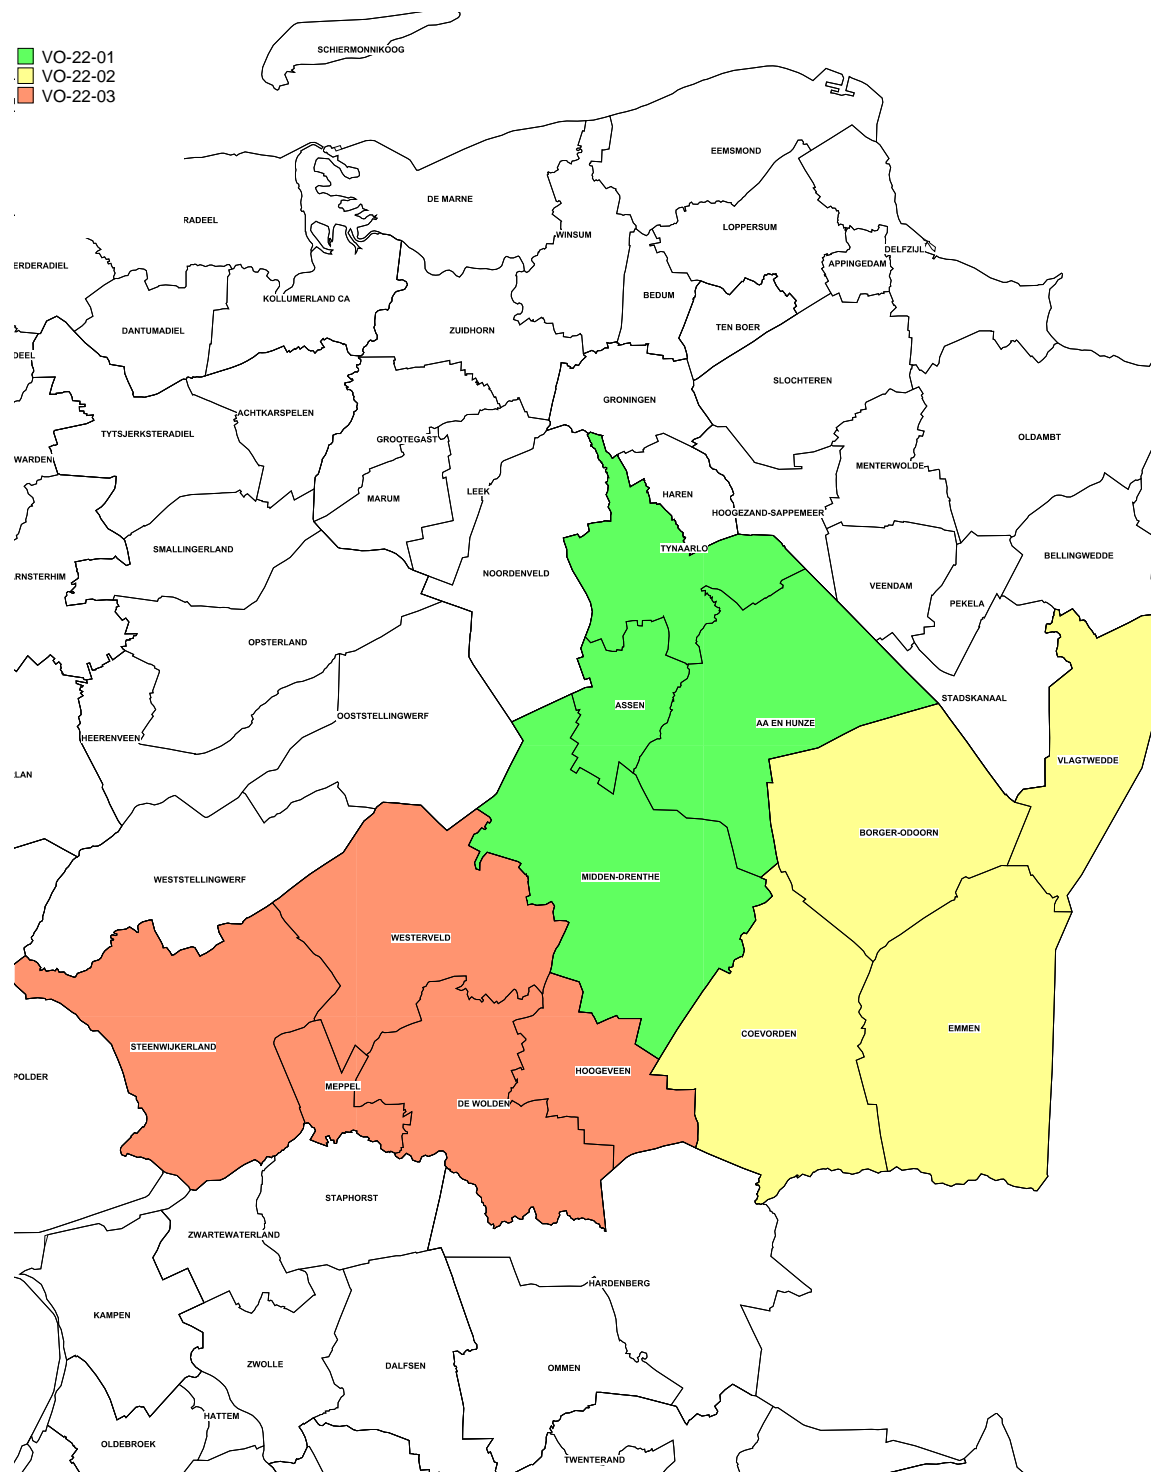 SCHIERMONNIKOOG
VO-22-01
VO-22-02
VO-22-03
EEMSMOND
DE MARNE
RADEEL
LOPPERSUM
WINSUM
DELFZIJL
APPINGEDAM
ERDERADIEL
BEDUM
KOLLUMERLAND CA
TEN BOER
DANTUMADIEL
ZUIDHORN
DEEL
SLOCHTEREN
GRONINGEN
ACHTKARSPELEN
TYTSJERKSTERADIEL
OLDAMBT
GROOTEGAST
WARDEN
MENTERWOLDE
LEEK
HAREN
MARUM
HOOGEZAND-SAPPEMEER
SMALLINGERLAND
TYNAARLO
BELLINGWEDDE
NOORDENVELD
RNSTERHIM
VEENDAM
PEKELA
OPSTERLAND
STADSKANAAL
ASSEN
OOSTSTELLINGWERF
AA EN HUNZE
HEERENVEEN
VLAGTWEDDE
LAN
BORGER-ODOORN
MIDDEN-DRENTHE
WESTSTELLINGWERF
WESTERVELD
EMMEN
COEVORDEN
STEENWIJKERLAND
HOOGEVEEN
POLDER
MEPPEL
DE WOLDEN
STAPHORST
ZWARTEWATERLAND
HARDENBERG
KAMPEN
ZWOLLE
DALFSEN
OMMEN
HATTEM
OLDEBROEK
TWENTERAND